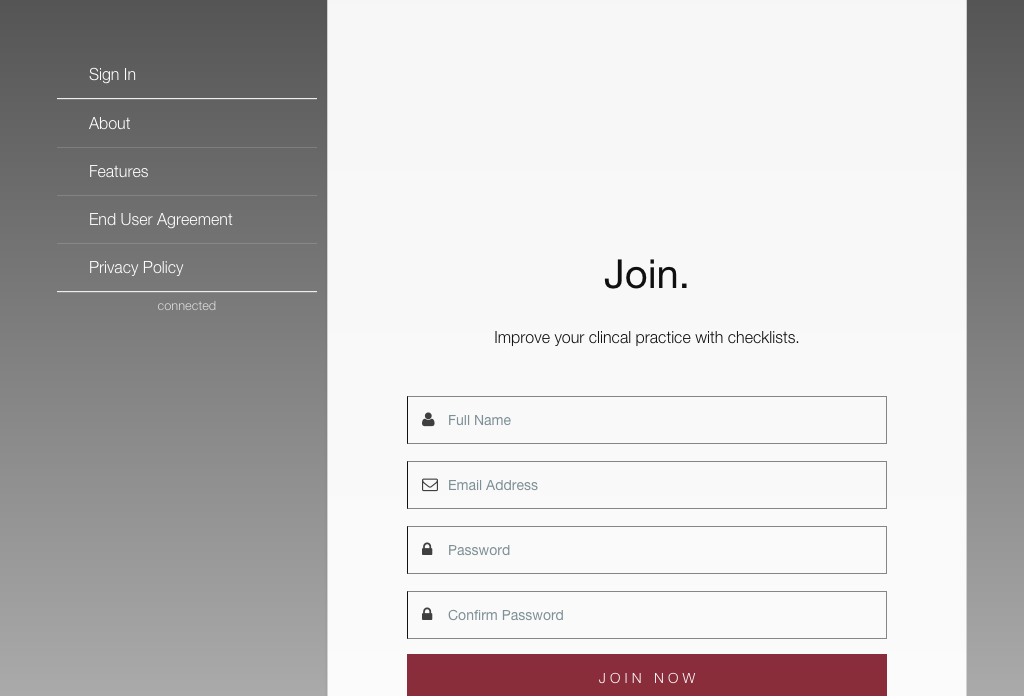 Sign In
About
Features
End User Agreement
Privacy Policy
connected
Join.
Improve your clincal practice with checklists.
Full Name
Email Address
Password
Confirm Password
JOIN NOW